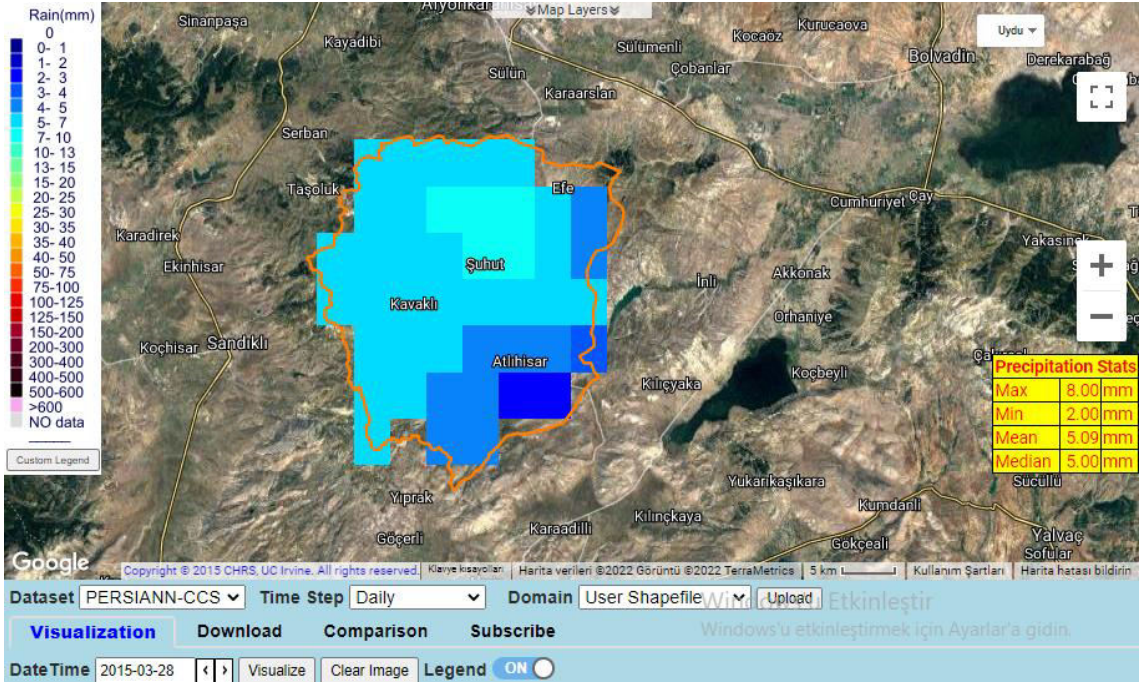 Rain(mm)
0
0- 1
1- 2
2- 3
3- 4
4- 5
5- 7
7- 10
10- 13
13- 15
15- 20
20- 25
25- 30
30- 35
35- 40
40- 50
50- 75
75-100
100-125
125-150
150-200
200-300
300-400
400-500
500-600
>600
NO data
Custom Legend
Map Layers
Uydu
Sinanpaşa
Kayadibi
Sülümenli
Kocaöz
Kurucaova
Bolvadin
Derekarabağ
Sülün
Çobanlar
Karaarslan
Serban
Taşoluk
Efe
Cumhuriyet
Çay
Karadirek
Ekinhisar
Şuhut
İnli
Akkonak
Kavaklı
Orhaniye
Koçhisar
Sandıklı
Atlıhisar
Kılıçyaka
Koçbeyli
Precipitation Stats
Max 8.00 mm
Min 2.00 mm
Mean 5.09 mm
Median 5.00 mm
Yıprak
Yukarıkaşıkara
Sücüllü
Kumdanlı
Göçerli
Karaadilli
Kılınçkaya
Gökçeali
Yalvaç
Sofular
Google
Copyright © 2015 CHRS, UC Irvine. All rights reserved.
Klavye kısayolları
Harita verileri ©2022 Görüntü ©2022 TerraMetrics
5 km
Kullanım Şartları
Harita hatası bildirin
Dataset PERSIANN-CCS Time Step Daily Domain User Shapefile Upload
Etkinleştir
Visualization Download Comparison Subscribe
Windows'u etkinleştirmek için Ayarlar'a gidin.
DateTime 2015-03-28 Visualize Clear Image Legend ON